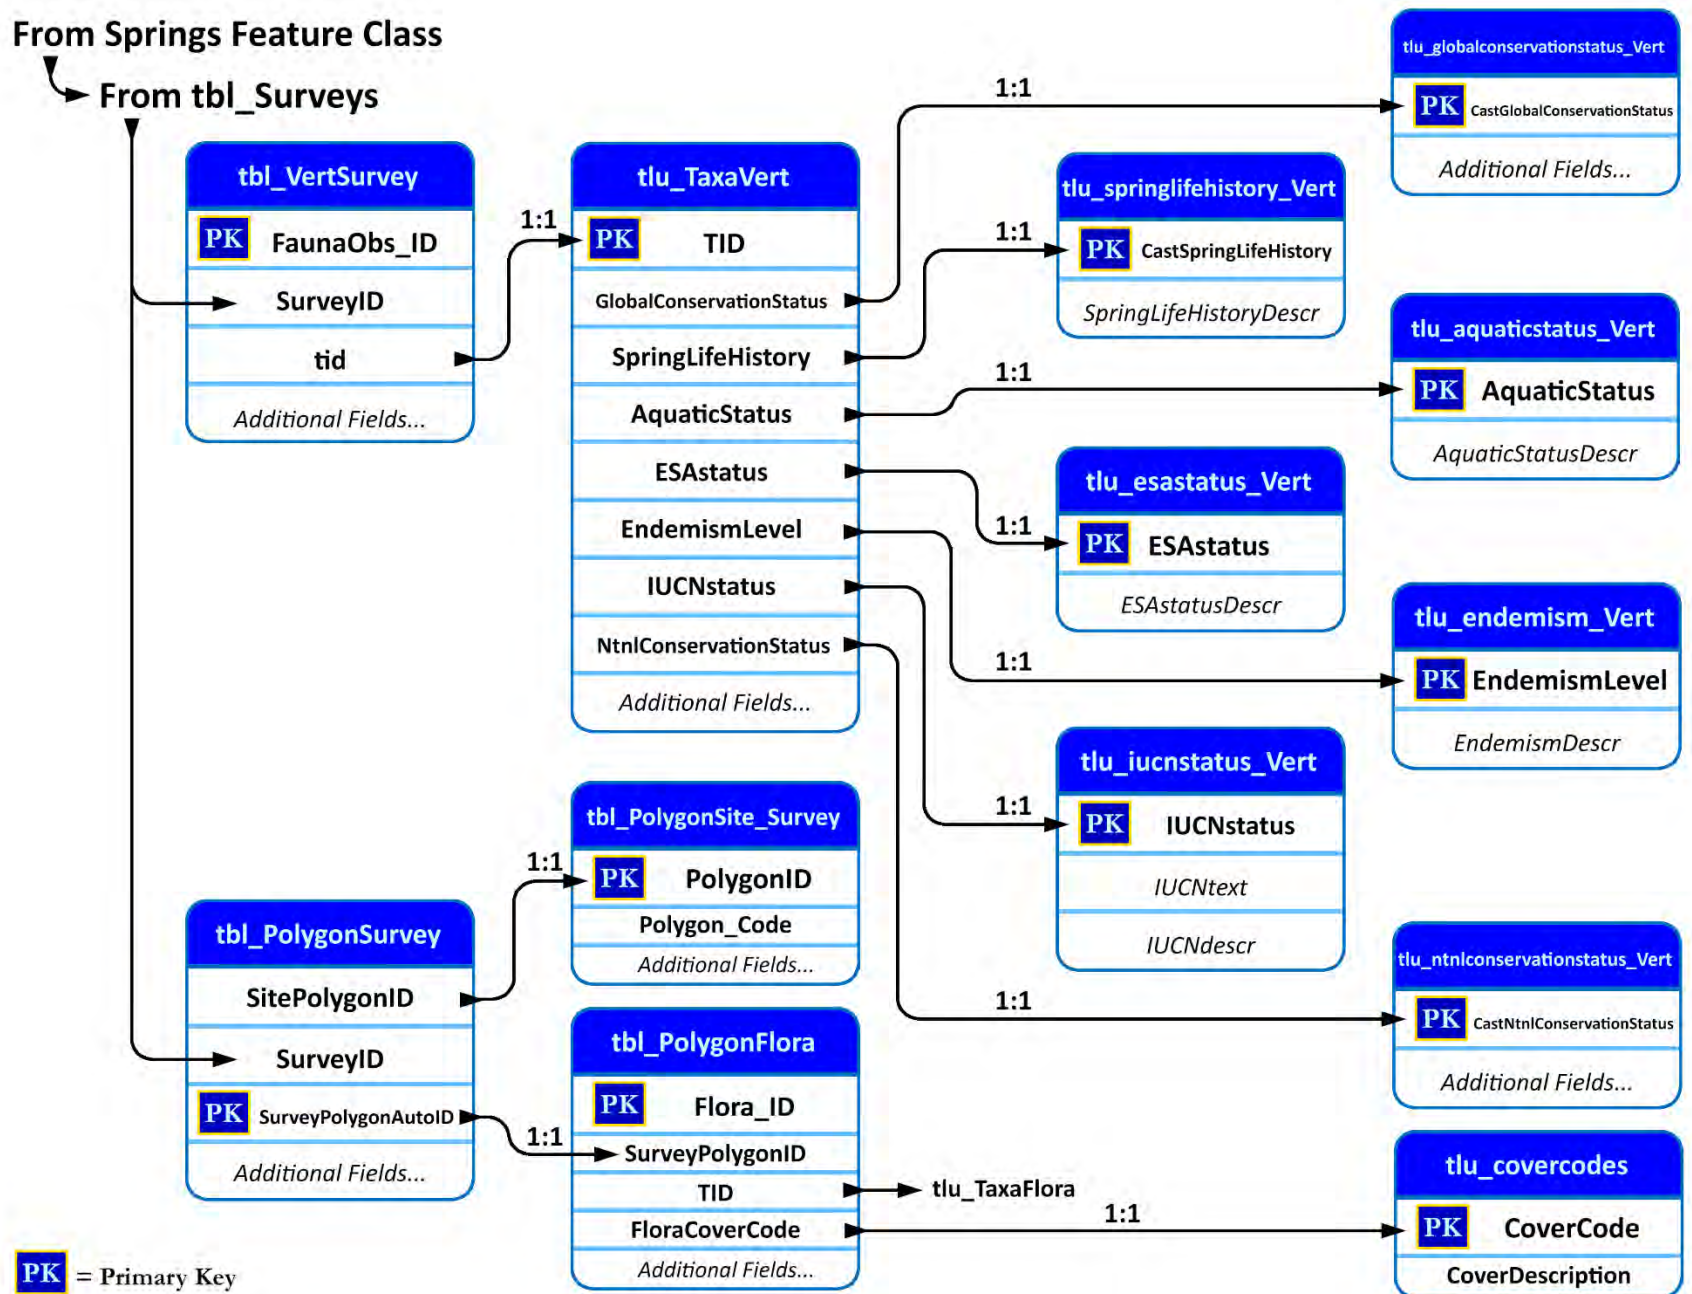 From Springs Feature Class
From tbl_Surveys
tbl_VertSurvey
PK FaunaObs_ID
SurveyID
tid
Additional Fields...
1:1
tlu_TaxaVert
PK TID
GlobalConservationStatus
SpringLifeHistory
AquaticStatus
ESAstatus
EndemismLevel
IUCNstatus
NtnlConservationStatus
Additional Fields...
1:1
tlu_globalconservationstatus_Vert
PK CastGlobalConservationStatus
Additional Fields...
1:1
tlu_springlifehistory_Vert
PK CastSpringLifeHistory
SpringLifeHistoryDescr
1:1
tlu_aquaticstatus_Vert
PK AquaticStatus
AquaticStatusDescr
1:1
tlu_esastatus_Vert
PK ESAstatus
ESAstatusDescr
1:1
tlu_endemism_Vert
PK EndemismLevel
EndemismDescr
1:1
tlu_iucnstatus_Vert
PK IUCNstatus
IUCNtext
IUCNdescr
1:1
tlu_ntnlconservationstatus_Vert
PK CastNtnlConservationStatus
Additional Fields...
tbl_PolygonSurvey
SitePolygonID
SurveyID
PK SurveyPolygonAutoID
Additional Fields...
1:1
tbl_PolygonSite_Survey
PK PolygonID
Polygon_Code
Additional Fields...
1:1
tbl_PolygonFlora
PK Flora_ID
SurveyPolygonID
TID
FloraCoverCode
Additional Fields...
tlu_TaxaFlora
1:1
tlu_covercodes
PK CoverCode
CoverDescription
PK = Primary Key